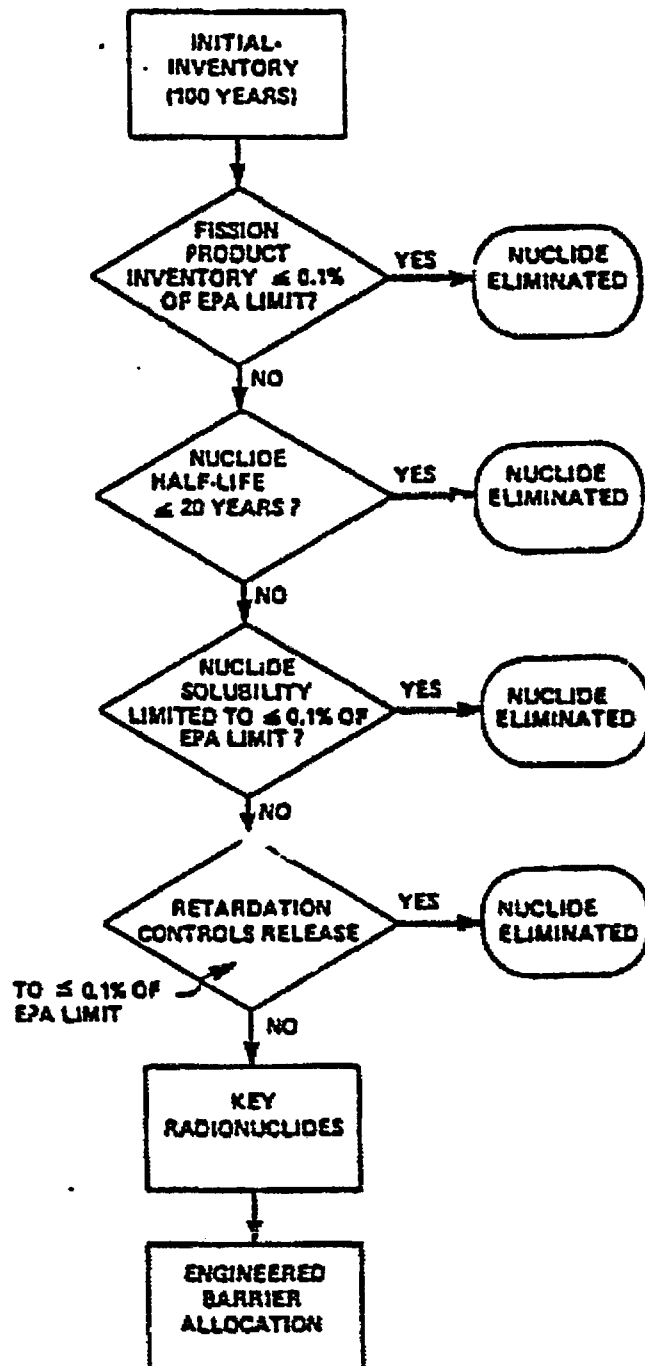 INITIAL-
INVENTORY
(100 YEARS)
FISSION
PRODUCT
INVENTORY ≤ 0.1%
OF EPA LIMIT?
YES
NUCLIDE
ELIMINATED
NO
NUCLIDE
HALF-LIFE
≤ 20 YEARS ?
YES
NUCLIDE
ELIMINATED
NO
NUCLIDE
SOLUBILITY
LIMITED TO ≤ 0.1% OF
EPA LIMIT ?
YES
NUCLIDE
ELIMINATED
NO
RETARDATION
CONTROLS RELEASE
TO ≤ 0.1% OF
EPA LIMIT
YES
NUCLIDE
ELIMINATED
NO
KEY
RADIONUCLIDES
ENGINEERED
BARRIER
ALLOCATION